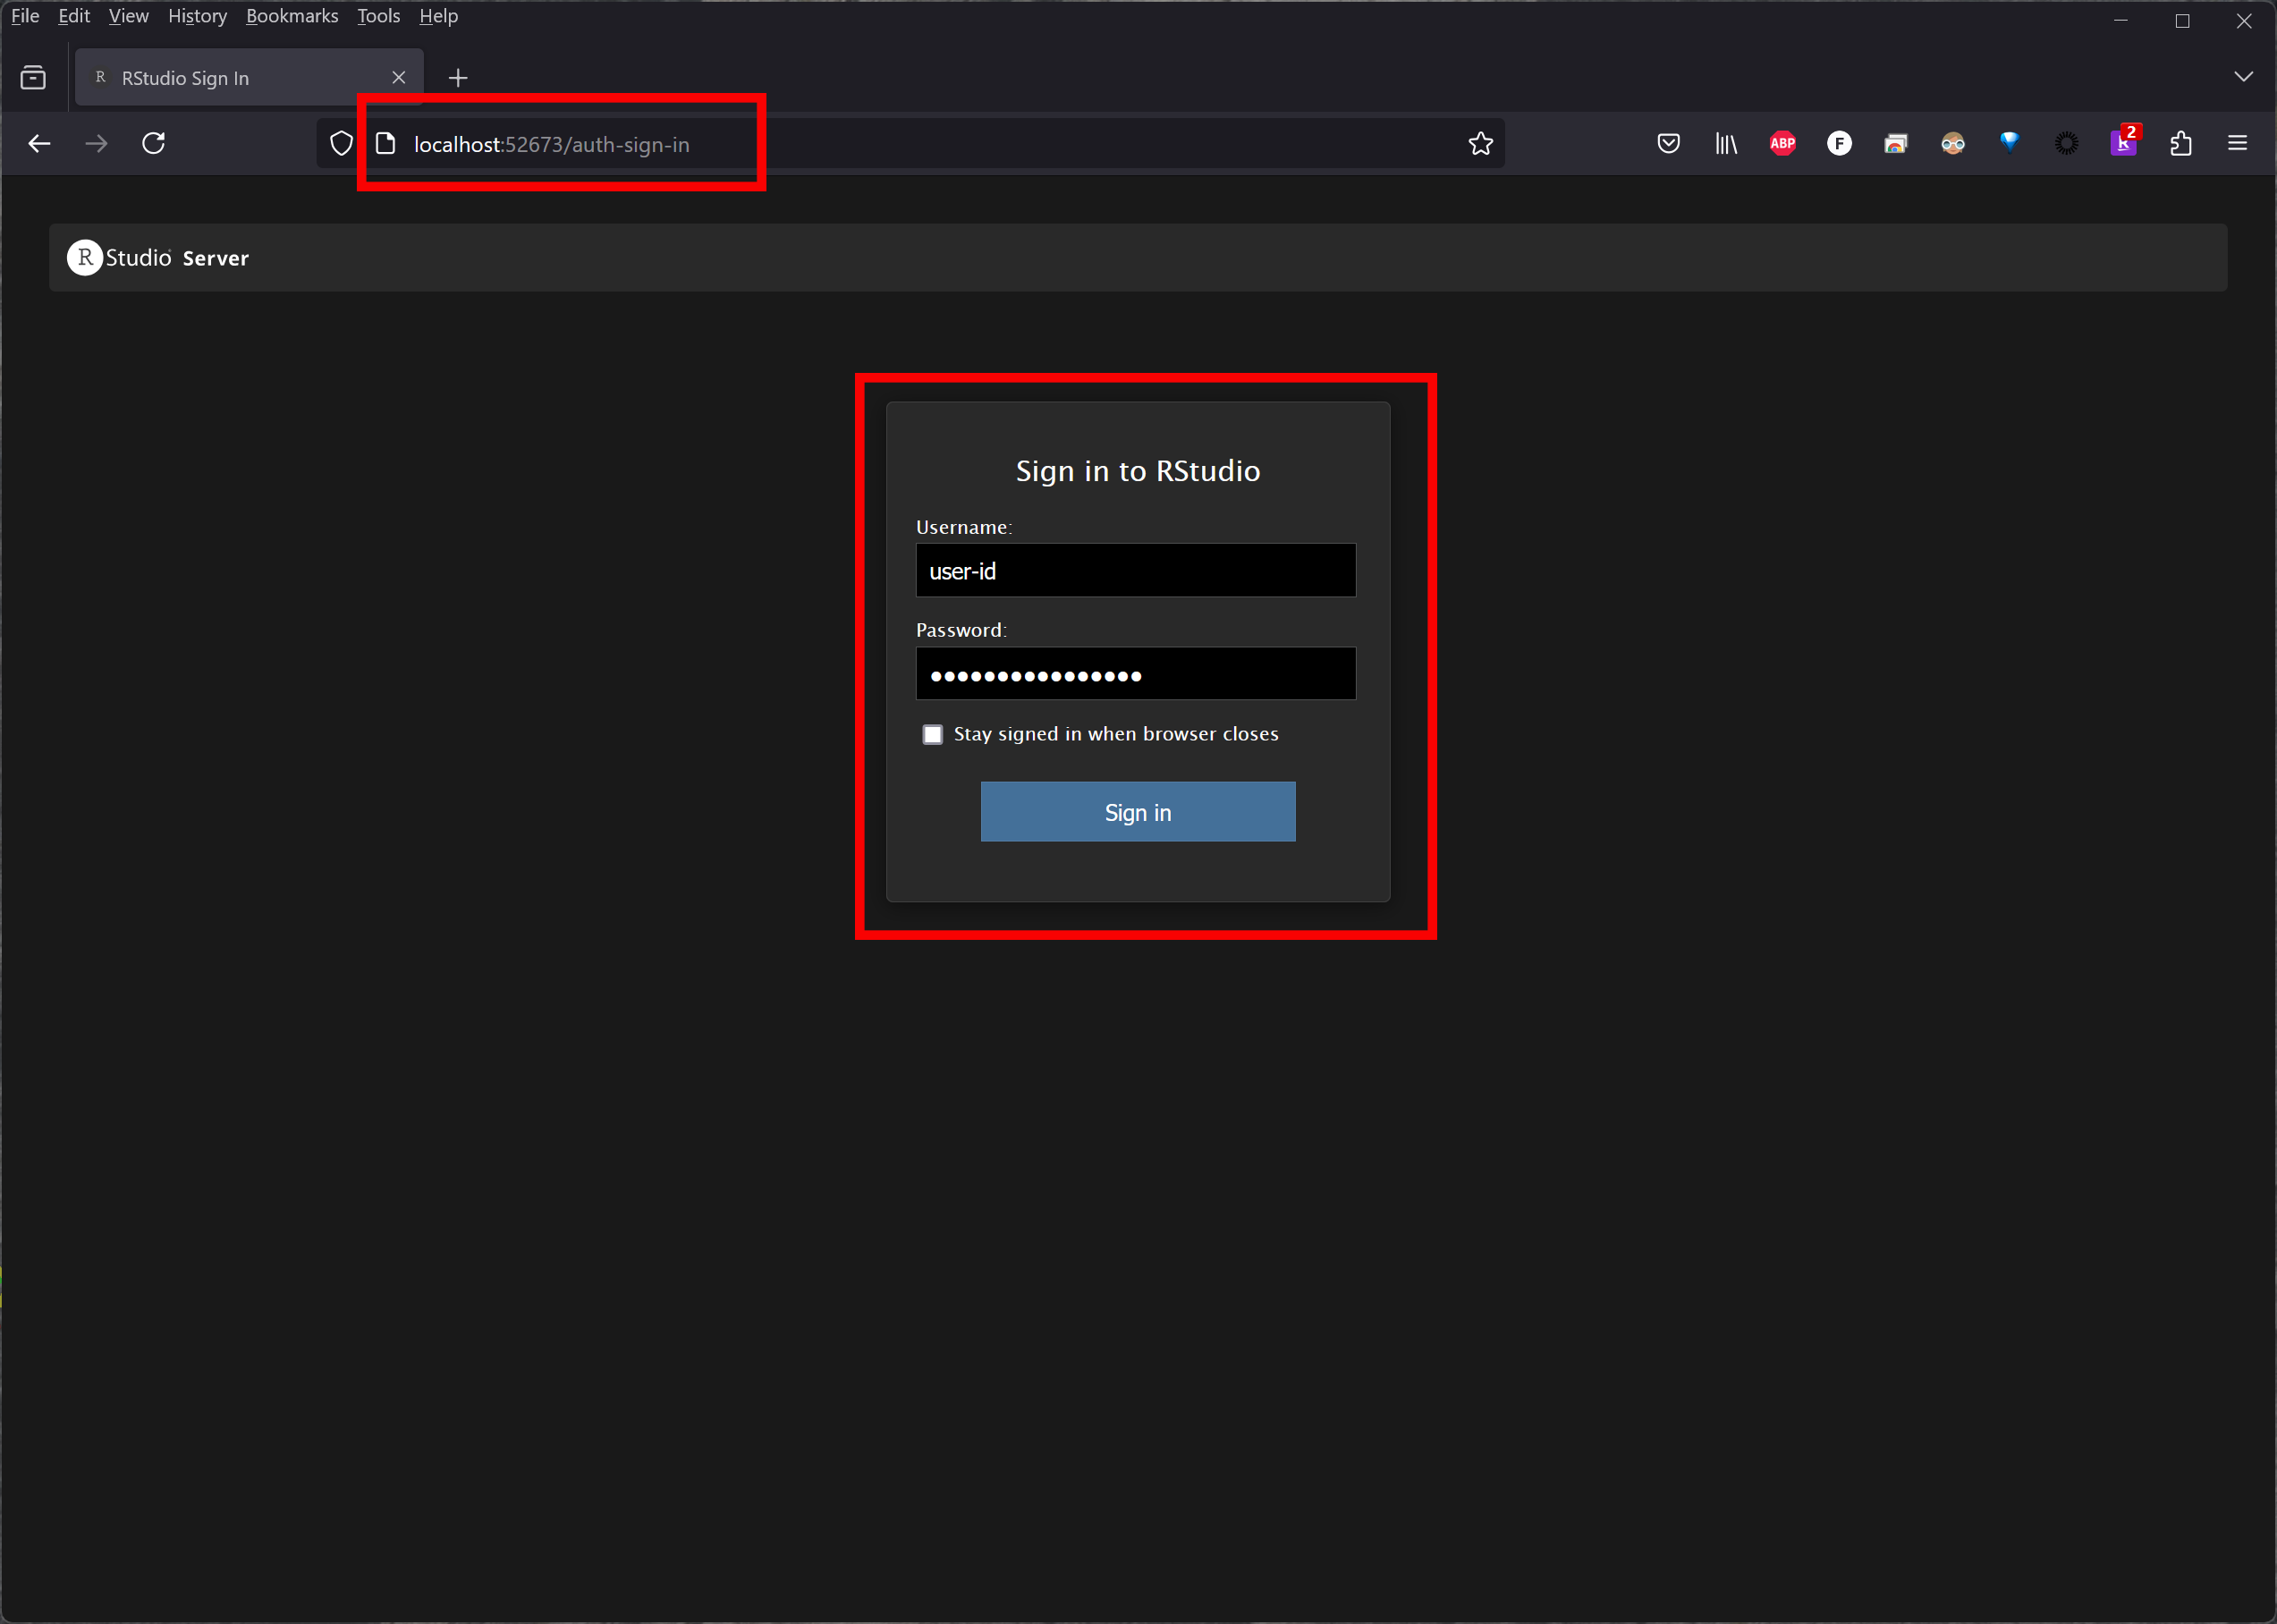 File Edit View History Bookmarks Tools Help
R RStudio Sign In
localhost:52673/auth-sign-in
ABP F 2
R Studio Server
Sign in to RStudio
Username:
user-id
Password:
••••••••••••••••
Stay signed in when browser closes
Sign in